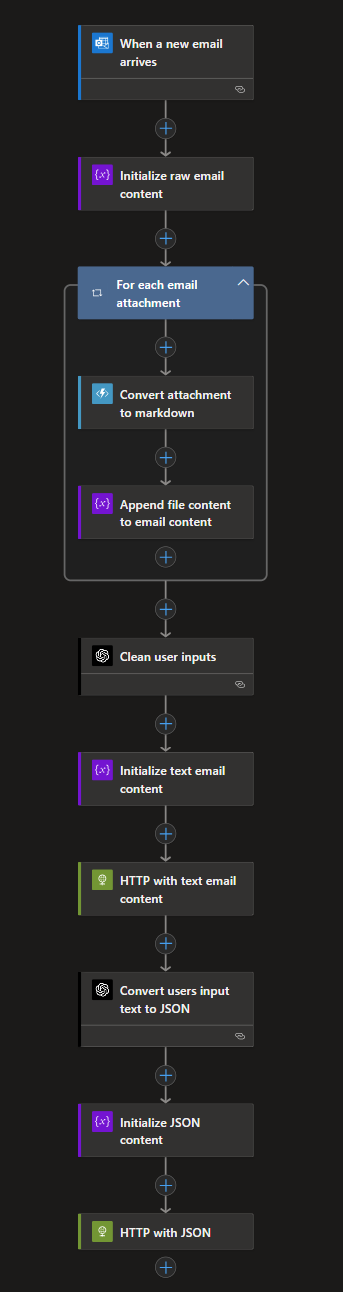 When a new email
arrives
{x}
Initialize raw email
content
For each email
attachment
Convert attachment
to markdown
{x}
Append file content
to email content
Clean user inputs
{x}
Initialize text email
content
HTTP with text email
content
Convert users input
text to JSON
{x}
Initialize JSON
content
HTTP with JSON